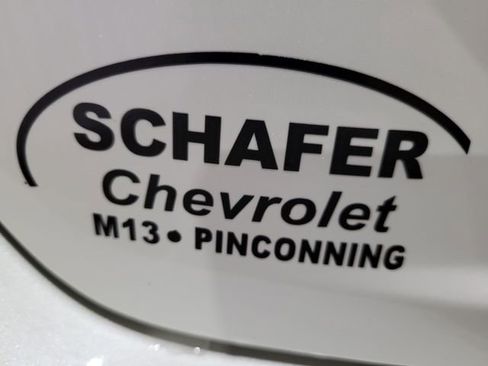 SCHAFER
Chevrolet
M13• PINCONNING